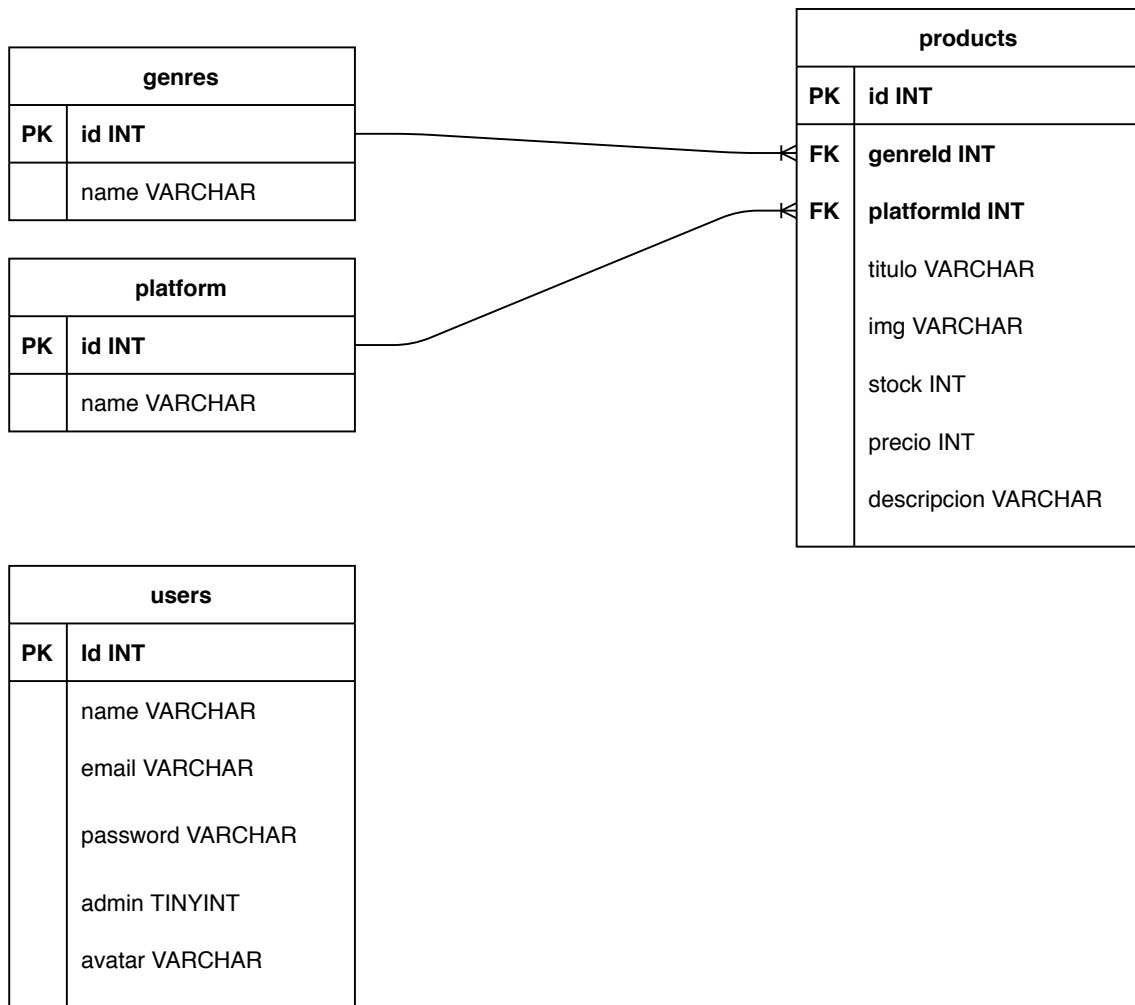 genres
PK id INT
name VARCHAR
platform
PK id INT
name VARCHAR
products
PK id INT
FK genreId INT
FK platformId INT
titulo VARCHAR
img VARCHAR
stock INT
precio INT
descripcion VARCHAR
users
PK Id INT
name VARCHAR
email VARCHAR
password VARCHAR
admin TINYINT
avatar VARCHAR